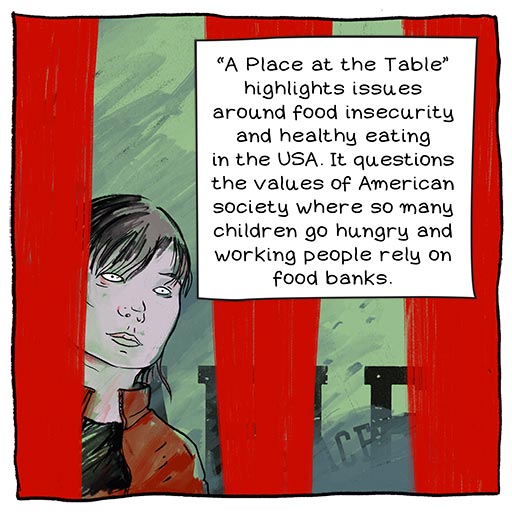 “A Place at the Table”
highlights issues
around food insecurity
and healthy eating
in the USA. It questions
the values of American
society where so many
children go hungry and
working people rely on
food banks.